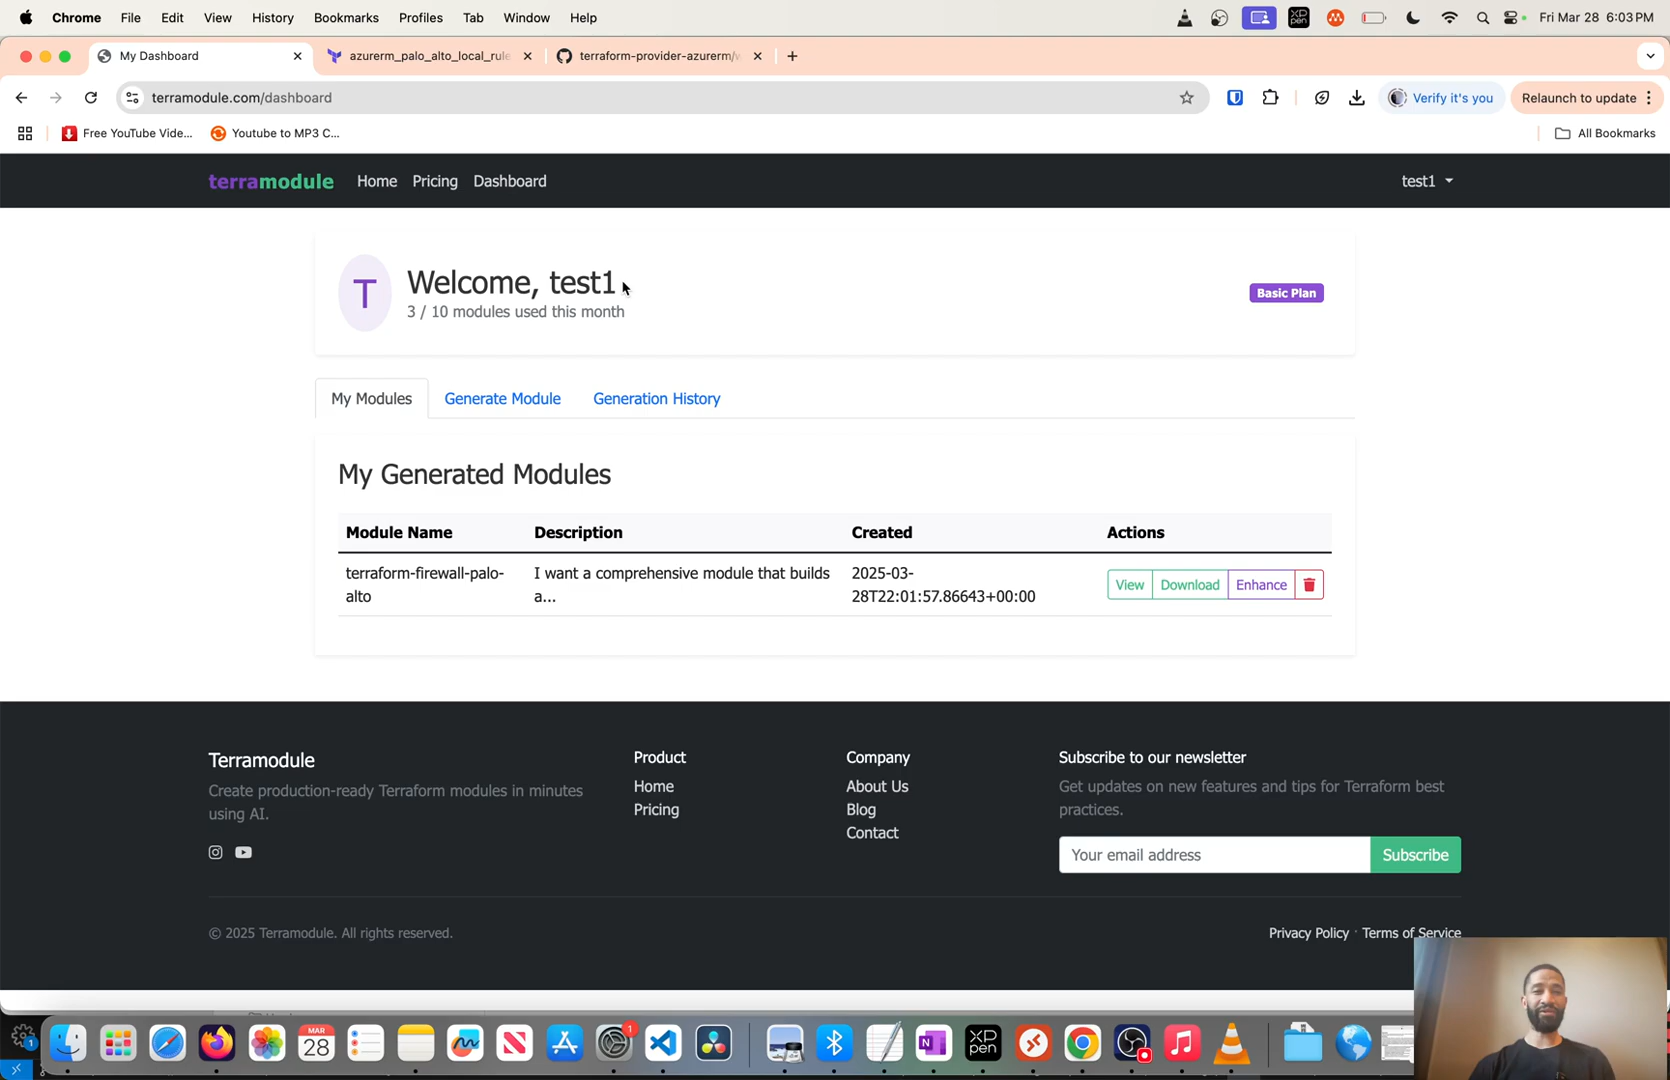 Chrome File Edit View History Bookmarks Profiles Tab Window Help Fri Mar 28 6:03 PM
My Dashboard azurerm_palo_alto_local_rule terraform-provider-azurerm/w
terramodule.com/dashboard Verify it's you Relaunch to update
Free YouTube Vide... Youtube to MP3 C... All Bookmarks
terramodule Home Pricing Dashboard test1
T
Welcome, test1
3 / 10 modules used this month
Basic Plan
My Modules Generate Module Generation History
My Generated Modules
Module Name Description Created Actions
terraform-firewall-palo-alto
I want a comprehensive module that builds a...
2025-03-28T22:01:57.86643+00:00
View Download Enhance
Terramodule
Create production-ready Terraform modules in minutes
using AI.
Product
Home
Pricing
Company
About Us
Blog
Contact
Subscribe to our newsletter
Get updates on new features and tips for Terraform best
practices.
Your email address Subscribe
© 2025 Terramodule. All rights reserved.
Privacy Policy · Terms of Service
MAR
28
1
XP
pen